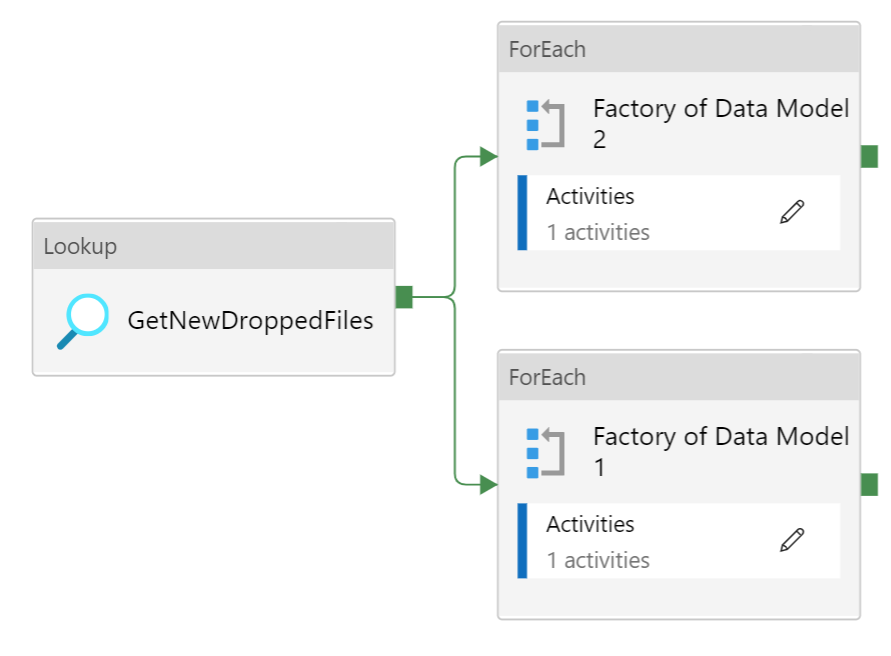 Lookup
GetNewDroppedFiles
ForEach
Factory of Data Model
2
Activities
1 activities
ForEach
Factory of Data Model
1
Activities
1 activities